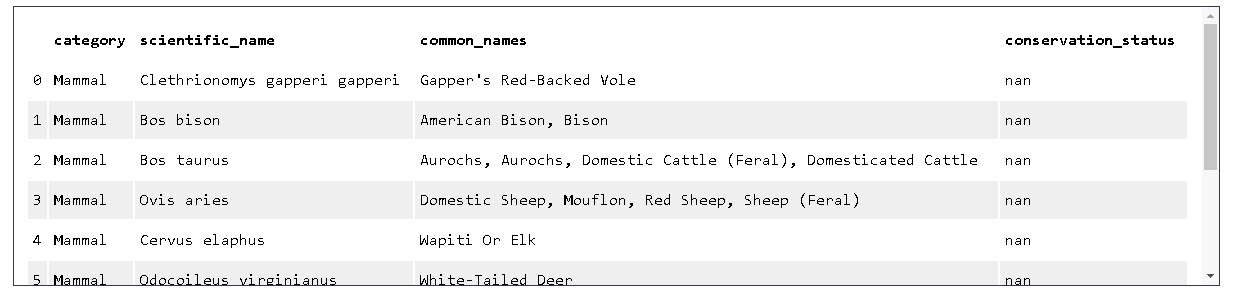 category scientific_name common_names conservation_status
0 Mammal Clethrionomys gapperi gapperi Gapper's Red-Backed Vole nan
1 Mammal Bos bison American Bison, Bison nan
2 Mammal Bos taurus Aurochs, Aurochs, Domestic Cattle (Feral), Domesticated Cattle nan
3 Mammal Ovis aries Domestic Sheep, Mouflon, Red Sheep, Sheep (Feral) nan
4 Mammal Cervus elaphus Wapiti Or Elk nan
5 Mammal Odocoileus virginianus White-Tailed Deer nan